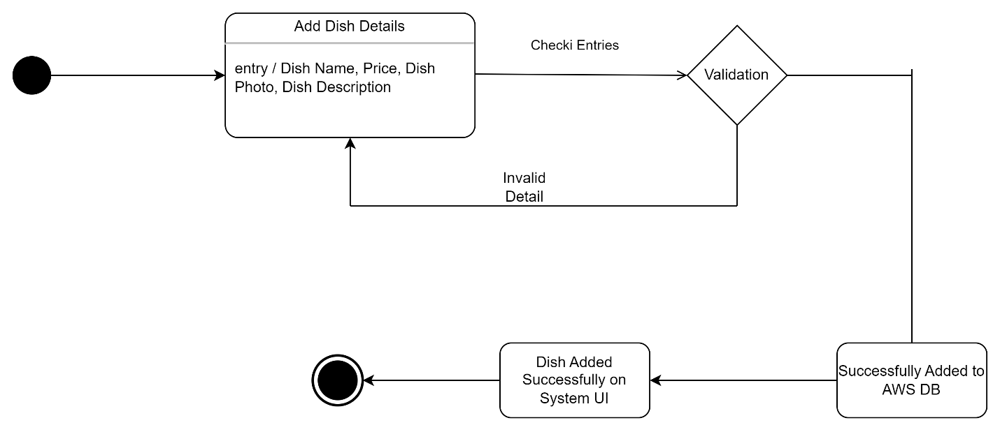 Add Dish Details
entry / Dish Name, Price, Dish
Photo, Dish Description
Checki Entries
Validation
Invalid
Detail
Dish Added
Successfully on
System UI
Successfully Added to
AWS DB